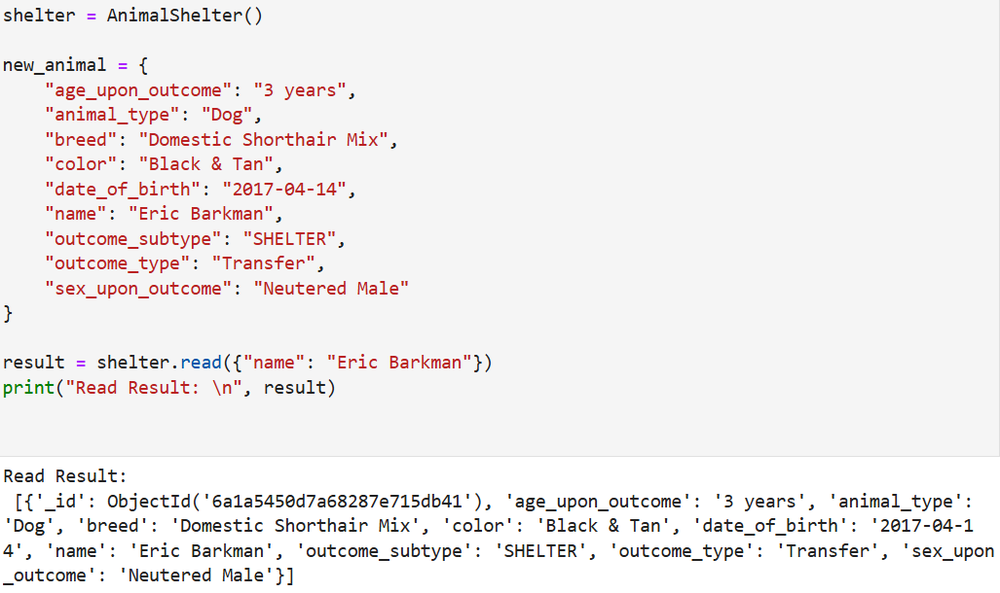 shelter = AnimalShelter()
new_animal = {
    "age_upon_outcome": "3 years",
    "animal_type": "Dog",
    "breed": "Domestic Shorthair Mix",
    "color": "Black & Tan",
    "date_of_birth": "2017-04-14",
    "name": "Eric Barkman",
    "outcome_subtype": "SHELTER",
    "outcome_type": "Transfer",
    "sex_upon_outcome": "Neutered Male"
}
result = shelter.read({"name": "Eric Barkman"})
print("Read Result: \n", result)
Read Result:
 [{'_id': ObjectId('6a1a5450d7a68287e715db41'), 'age_upon_outcome': '3 years', 'animal_type':
'Dog', 'breed': 'Domestic Shorthair Mix', 'color': 'Black & Tan', 'date_of_birth': '2017-04-1
4', 'name': 'Eric Barkman', 'outcome_subtype': 'SHELTER', 'outcome_type': 'Transfer', 'sex_upon
_outcome': 'Neutered Male'}]